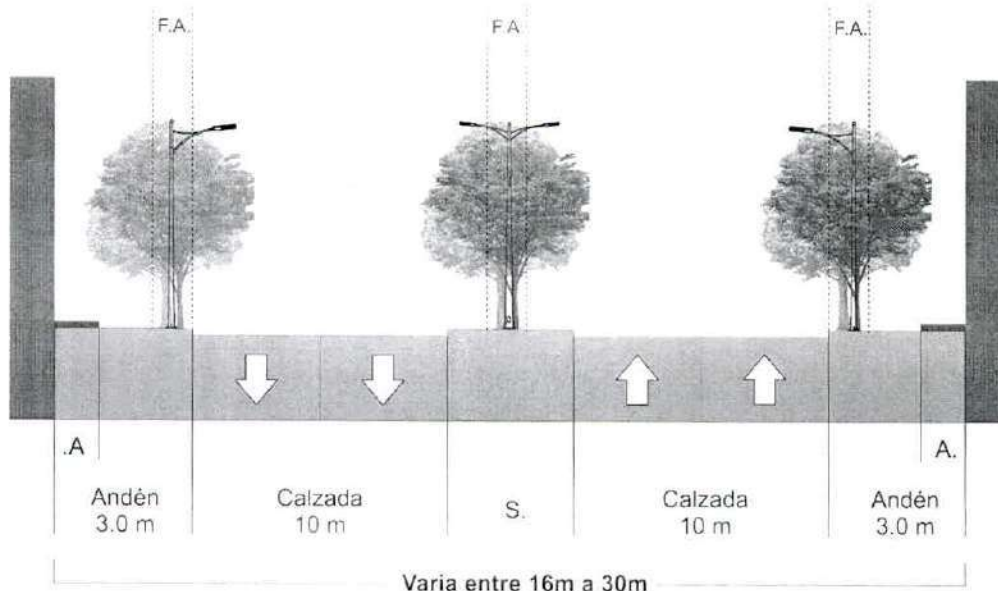 F.A. F.A F.A.
.A A.
Andén Calzada S. Calzada Andén
3.0 m 10 m 10 m 3.0 m
Varia entre 16m a 30m